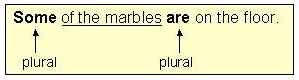 Some of the marbles are on the floor.
plural plural